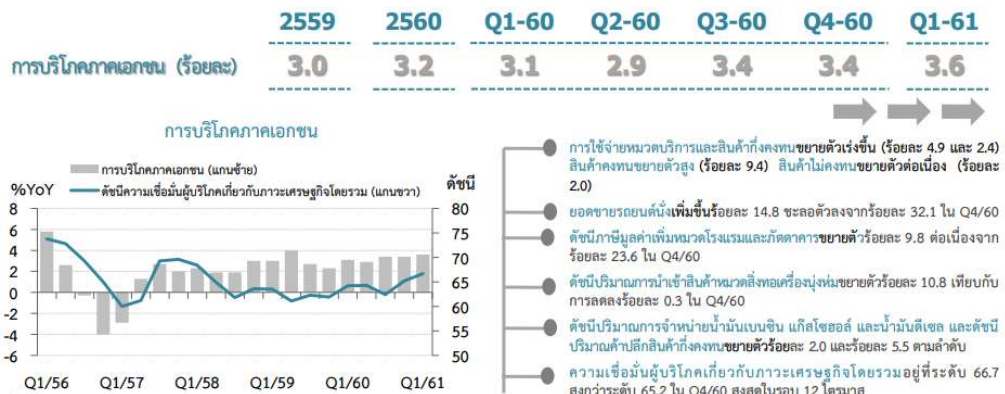 2559 2560 Q1-60 Q2-60 Q3-60 Q4-60 Q1-61
การบริโภคภาคเอกชน (ร้อยละ) 3.0 3.2 3.1 2.9 3.4 3.4 3.6
การบริโภคภาคเอกชน
การบริโภคภาคเอกชน (แกนซ้าย)
%YoY ดัชนีความเชื่อมั่นผู้บริโภคเกี่ยวกับภาวะเศรษฐกิจโดยรวม (แกนขวา) ดัชนี
8 80
6 75
4 70
2 65
0 60
-2 55
-4 50
-6
Q1/56 Q1/57 Q1/58 Q1/59 Q1/60 Q1/61
การใช้จ่ายหมวดบริการและสินค้ากึ่งคงทนขยายตัวเร่งขึ้น (ร้อยละ 4.9 และ 2.4)
สินค้าคงทนขยายตัวสูง (ร้อยละ 9.4) สินค้าไม่คงทนขยายตัวต่อเนื่อง (ร้อยละ
2.0)
ยอดขายรถยนต์นั่งเพิ่มขึ้นร้อยละ 14.8 ชะลอตัวลงจากร้อยละ 32.1 ใน Q4/60
ดัชนีภาษีมูลค่าเพิ่มหมวดโรงแรมและภัตตาคารขยายตัวร้อยละ 9.8 ต่อเนื่องจาก
ร้อยละ 23.6 ใน Q4/60
ดัชนีปริมาณการนำเข้าสินค้าหมวดสิ่งทอเครื่องนุ่งห่มขยายตัวร้อยละ 10.8 เทียบกับ
การลดลงร้อยละ 0.3 ใน Q4/60
ดัชนีปริมาณการจำหน่ายน้ำมันเบนซิน แก๊สโซฮอล์ และน้ำมันดีเซล และดัชนี
ปริมาณค้าปลีกสินค้ากึ่งคงทนขยายตัวร้อยละ 2.0 และร้อยละ 5.5 ตามลำดับ
ความเชื่อมั่นผู้บริโภคเกี่ยวกับภาวะเศรษฐกิจโดยรวมอยู่ที่ระดับ 66.7
สูงกว่าระดับ 65.2 ใน Q4/60 สูงสุดในรอบ 12 ไตรมาส